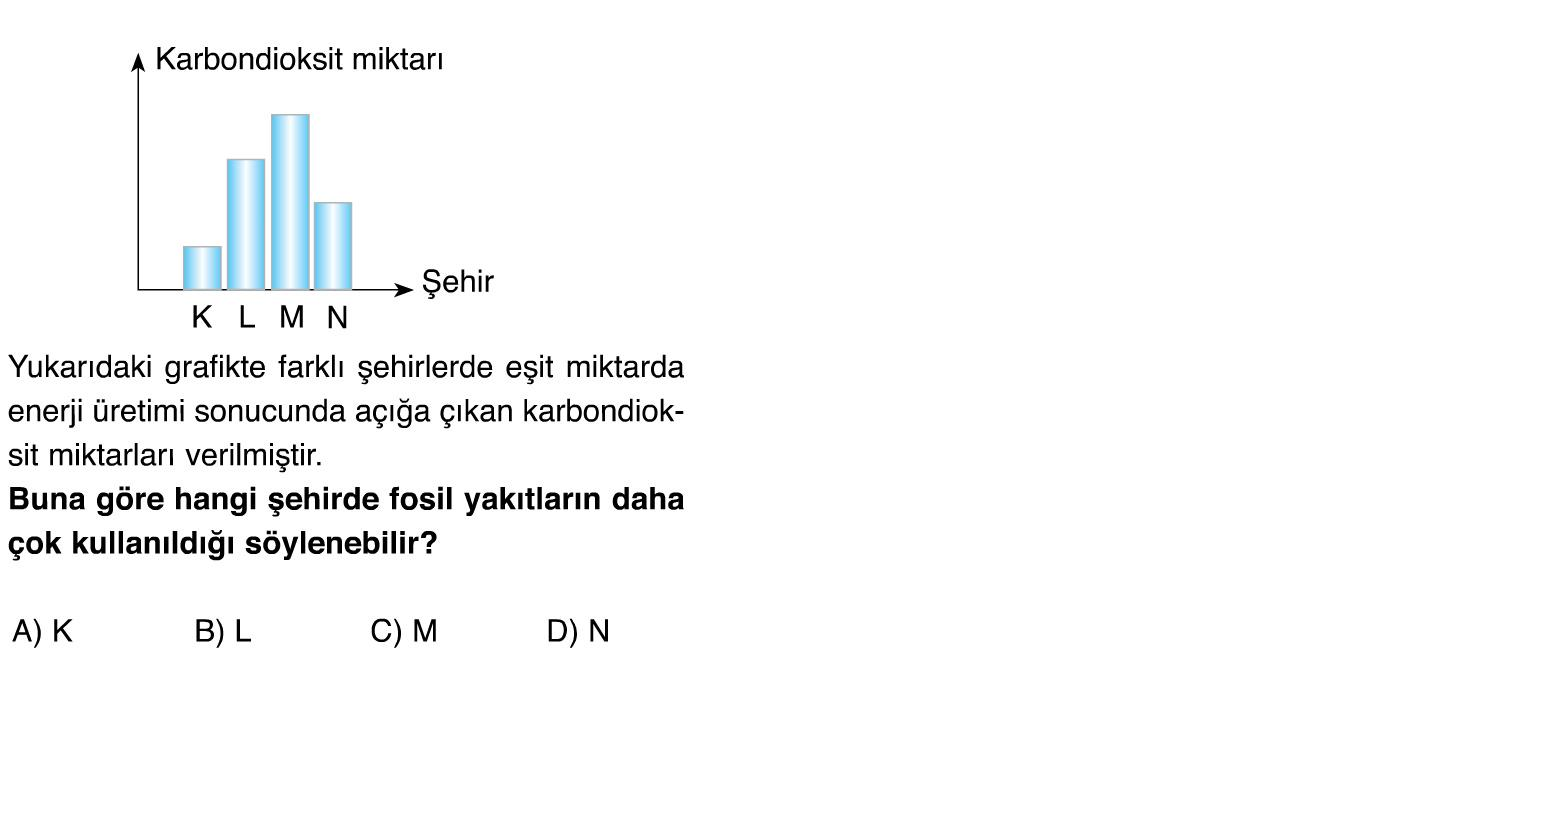 Karbondioksit miktarı
Şehir
K L M N
Yukarıdaki grafikte farklı şehirlerde eşit miktarda
enerji üretimi sonucunda açığa çıkan karbondiok-
sit miktarları verilmiştir.
Buna göre hangi şehirde fosil yakıtların daha
çok kullanıldığı söylenebilir?
A) K B) L C) M D) N